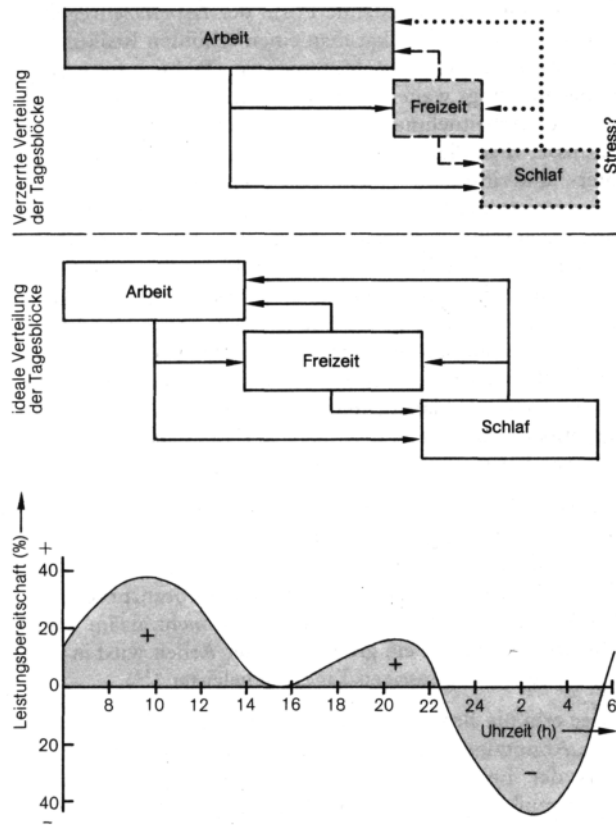 Verzerrte Verteilung
der Tagesblöcke
Arbeit
Freizeit
Schlaf
Stress?
ideale Verteilung
der Tagesblöcke
Arbeit
Freizeit
Schlaf
Leistungsbereitschaft (%)
+
40
20
0
20
40
–
+
+
–
8 10 12 14 16 18 20 22 24 2 4 6
Uhrzeit (h)